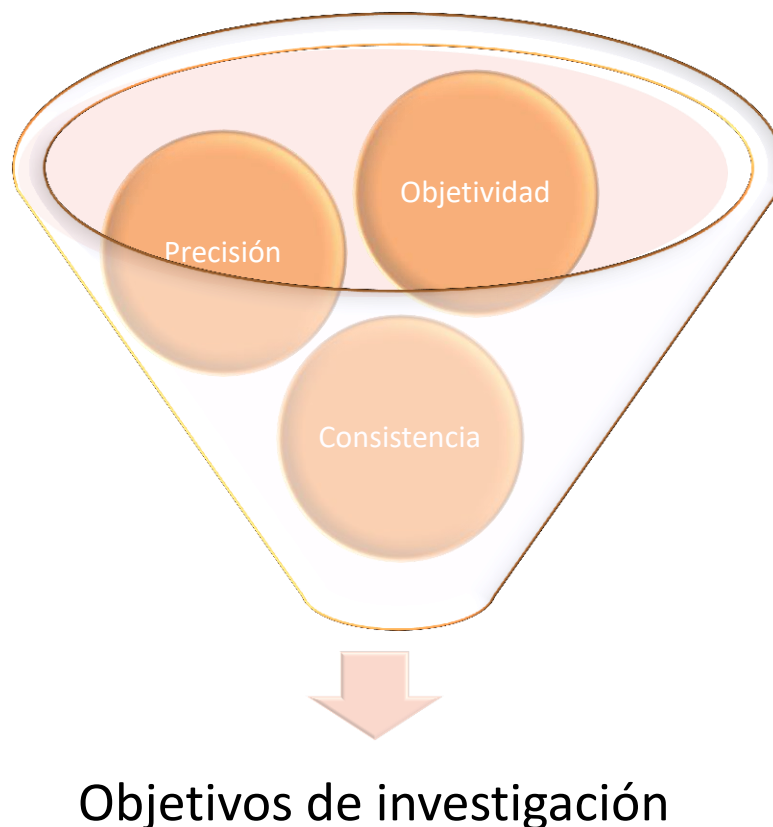 Objetividad
Precisión
Consistencia
Objetivos de investigación